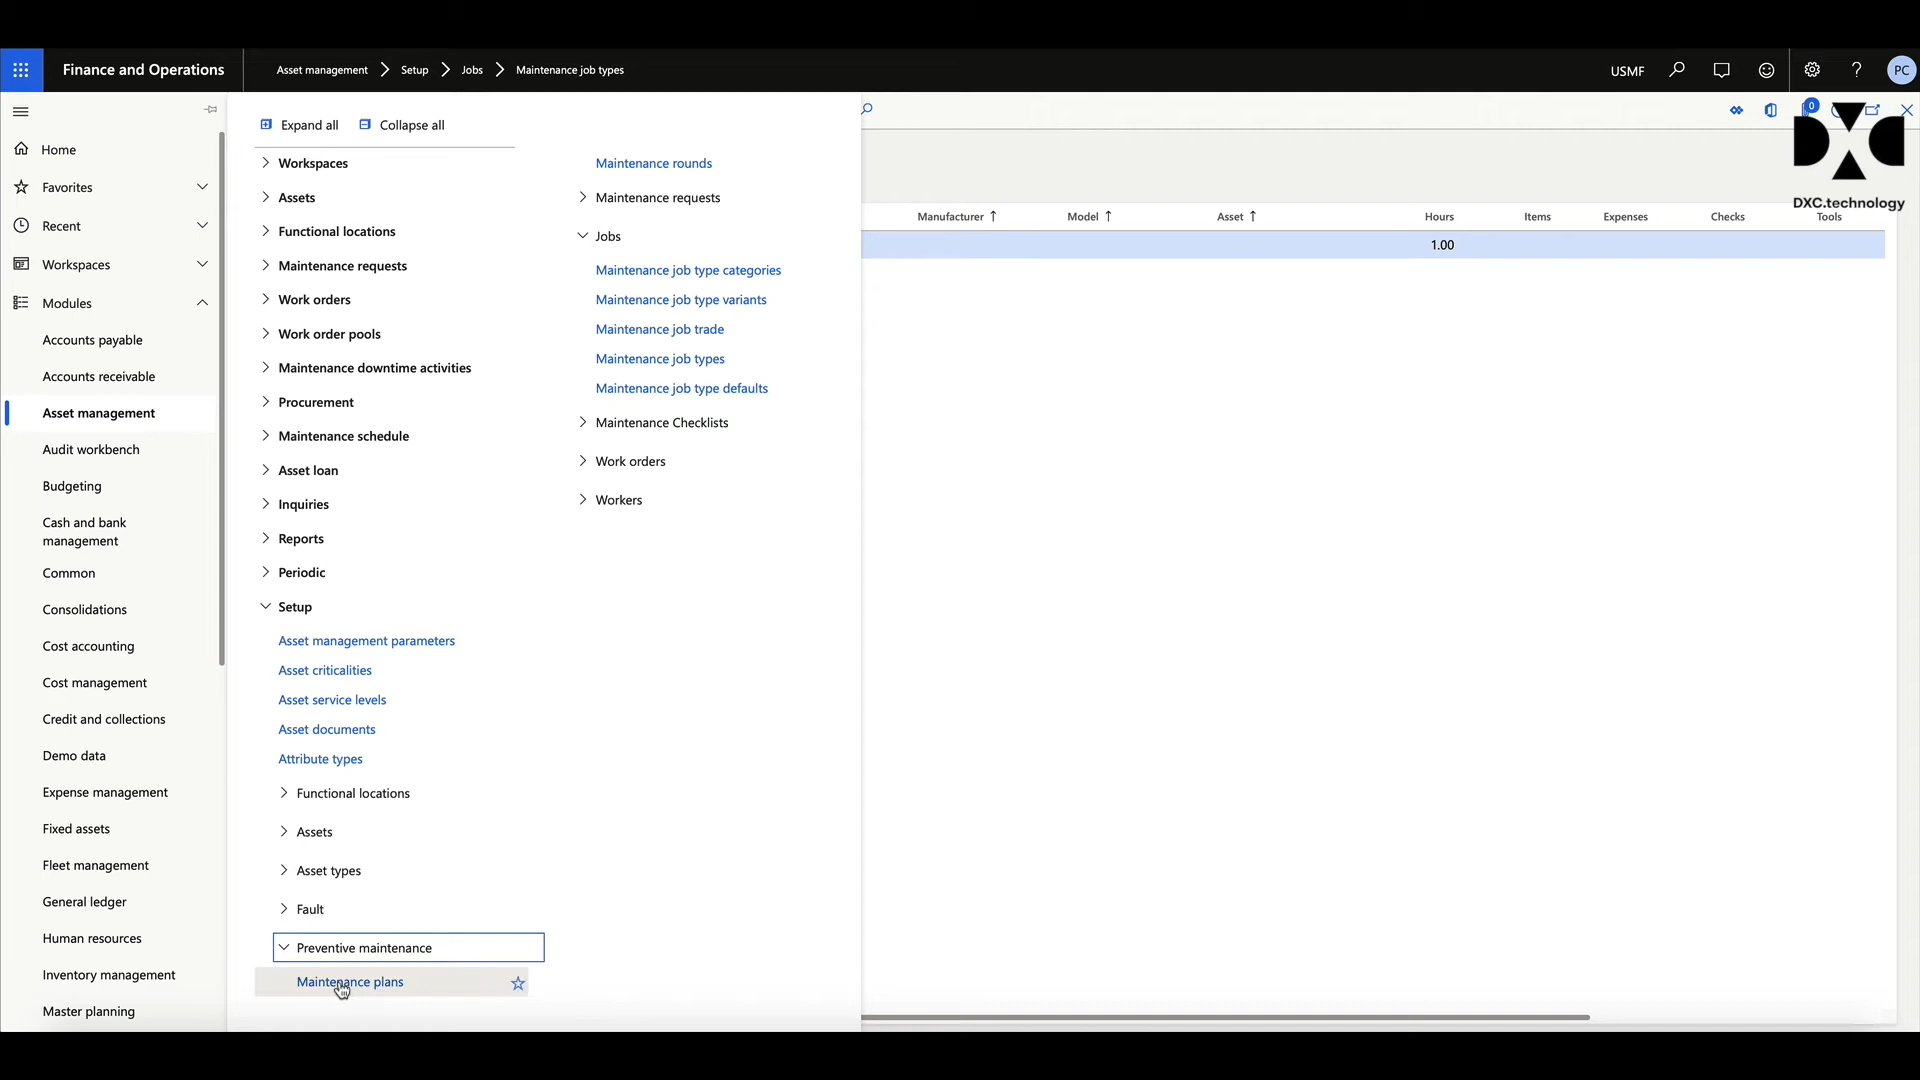 Finance and Operations
Asset management
Setup
Jobs
Maintenance job types
USMF
?
PC
Home
Favorites
Recent
Workspaces
Modules
Accounts payable
Accounts receivable
Asset management
Audit workbench
Budgeting
Cash and bank
management
Common
Consolidations
Cost accounting
Cost management
Credit and collections
Demo data
Expense management
Fixed assets
Fleet management
General ledger
Human resources
Inventory management
Master planning
Expand all
Collapse all
Workspaces
Assets
Functional locations
Maintenance requests
Work orders
Work order pools
Maintenance downtime activities
Procurement
Maintenance schedule
Asset loan
Inquiries
Reports
Periodic
Setup
Asset management parameters
Asset criticalities
Asset service levels
Asset documents
Attribute types
Functional locations
Assets
Asset types
Fault
Preventive maintenance
Maintenance plans
Maintenance rounds
Maintenance requests
Jobs
Maintenance job type categories
Maintenance job type variants
Maintenance job trade
Maintenance job types
Maintenance job type defaults
Maintenance Checklists
Work orders
Workers
0
DXC.technology
Manufacturer
Model
Asset
Hours
Items
Expenses
Checks
Tools
1.00